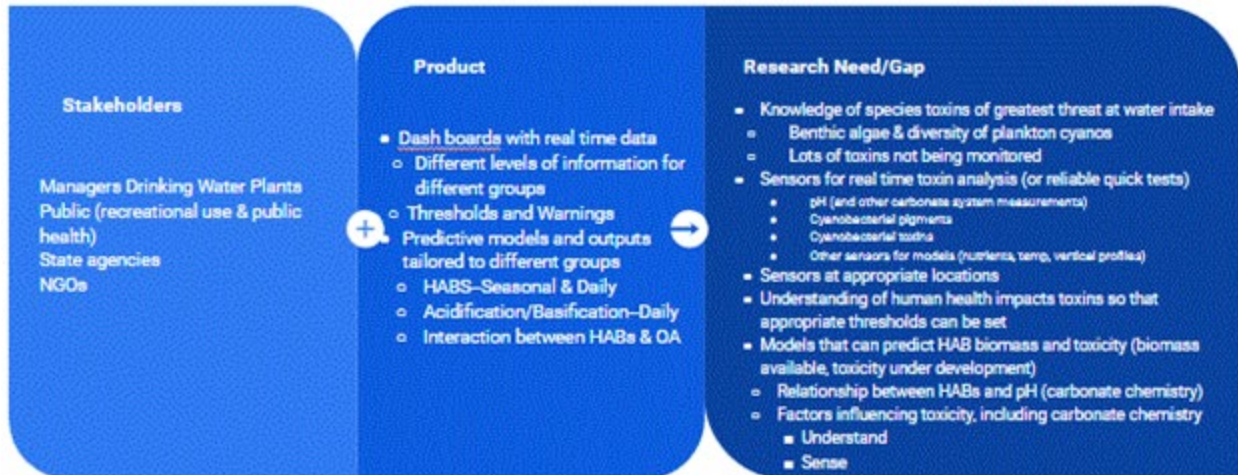 Stakeholders
Managers Drinking Water Plants
Public (recreational use & public
health)
State agencies
NGOs
Product
Dash boards with real time data
Different levels of information for
different groups
Thresholds and Warnings
Predictive models and outputs
tailored to different groups
HABS–Seasonal & Daily
Acidification/Basification–Daily
Interaction between HABs & OA
Research Need/Gap
Knowledge of species toxins of greatest threat at water intake
Benthic algae & diversity of plankton cyanos
Lots of toxins not being monitored
Sensors for real time toxin analysis (or reliable quick tests)
pH (and other carbonate system measurements)
Cyanobacterial pigments
Cyanobacterial toxins
Other sensors for models (nutrients, temp, vertical profiles)
Sensors at appropriate locations
Understanding of human health impacts toxins so that
appropriate thresholds can be set
Models that can predict HAB biomass and toxicity (biomass
available, toxicity under development)
Relationship between HABs and pH (carbonate chemistry)
Factors influencing toxicity, including carbonate chemistry
Understand
Sense